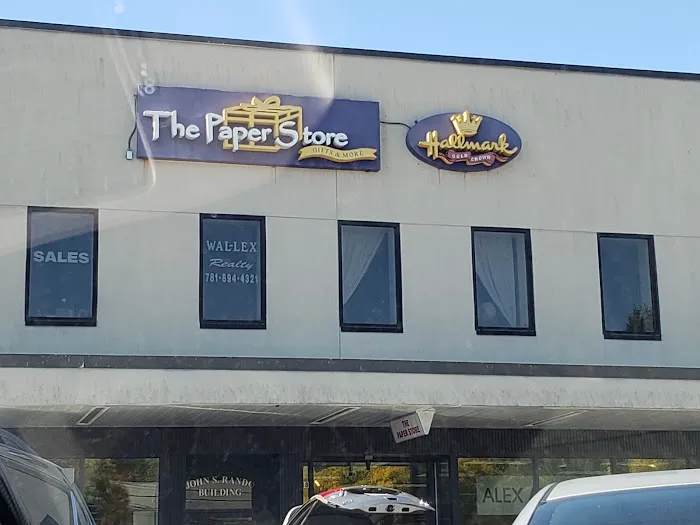 The Paper Store
GIFTS & MORE
Hallmark
GOLD CROWN
SALES
WAL-LEX
Realty
781-894-4321
THE
PAPER STORE
JOHN S. RANDO
BUILDING
ALEX